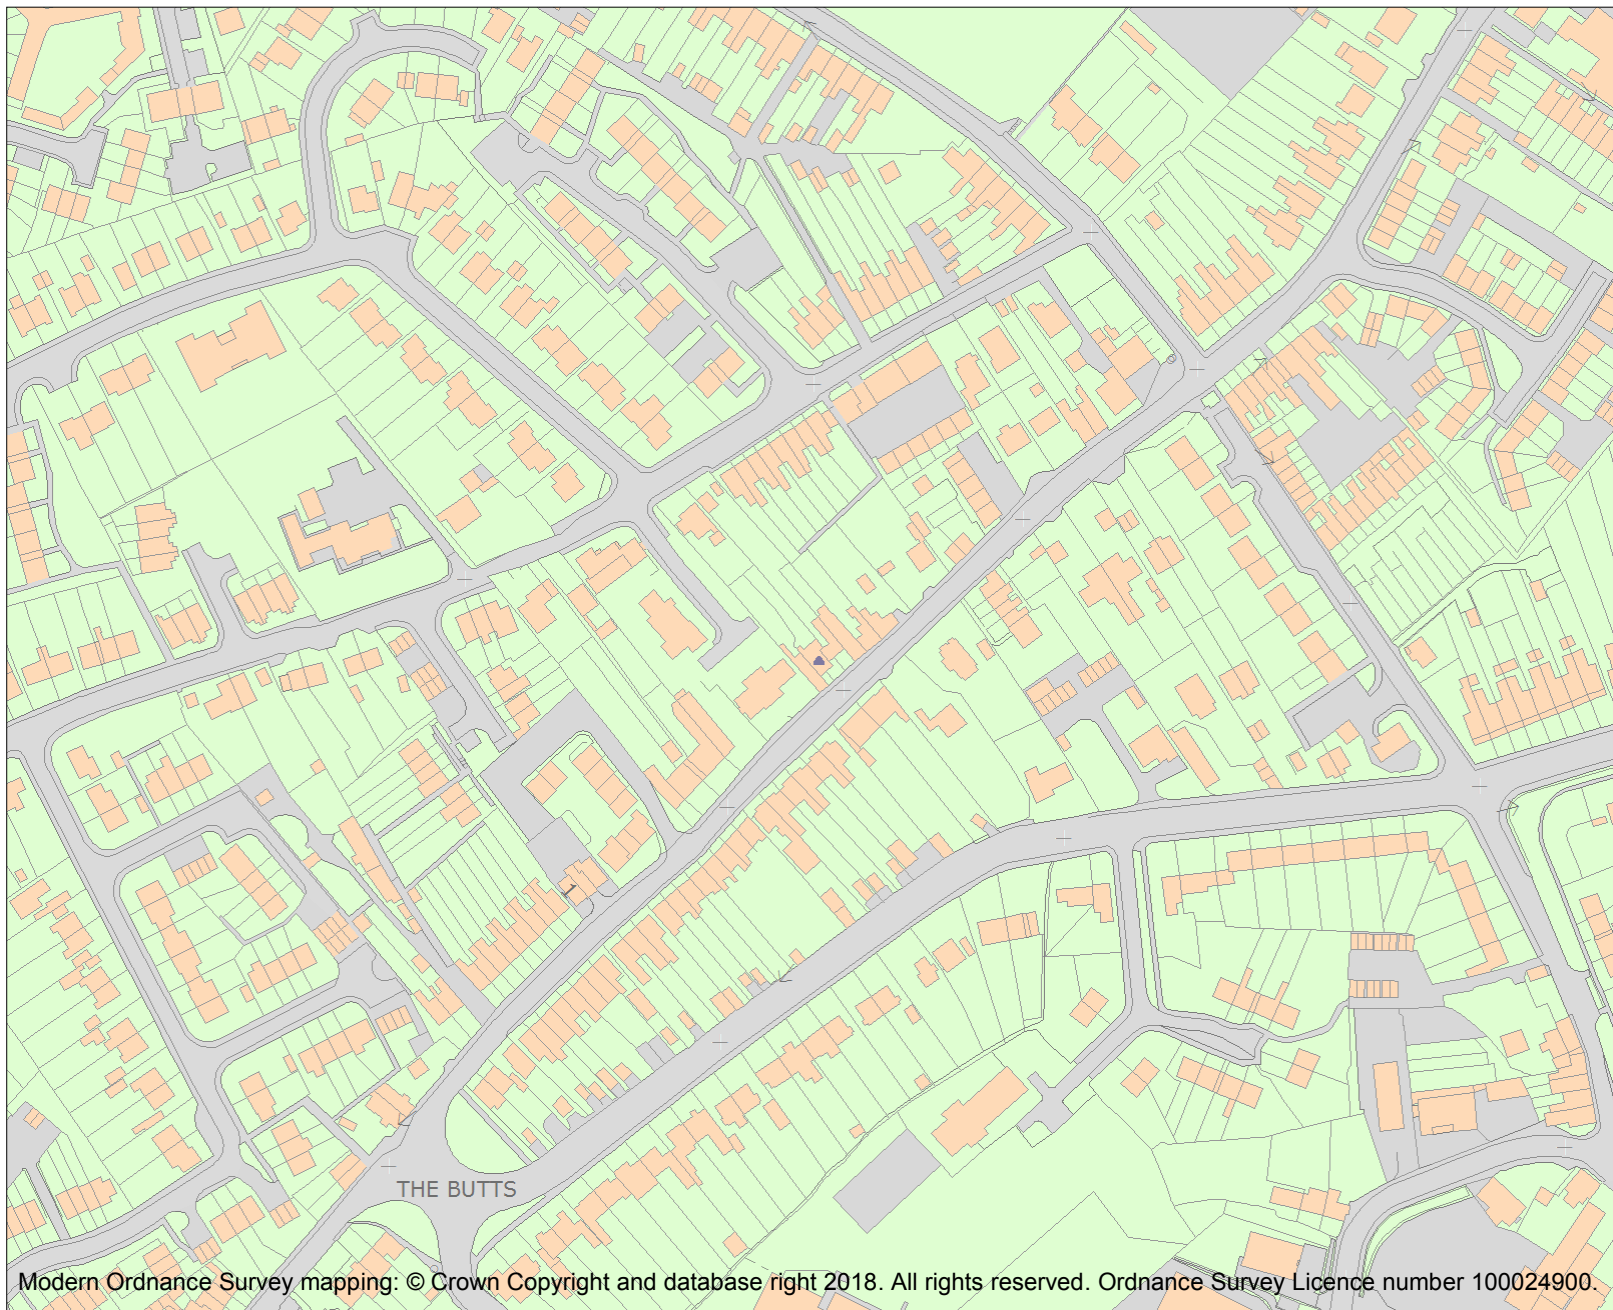 1
THE BUTTS
Modern Ordnance Survey mapping: © Crown Copyright and database right 2018. All rights reserved. Ordnance Survey Licence number 100024900.